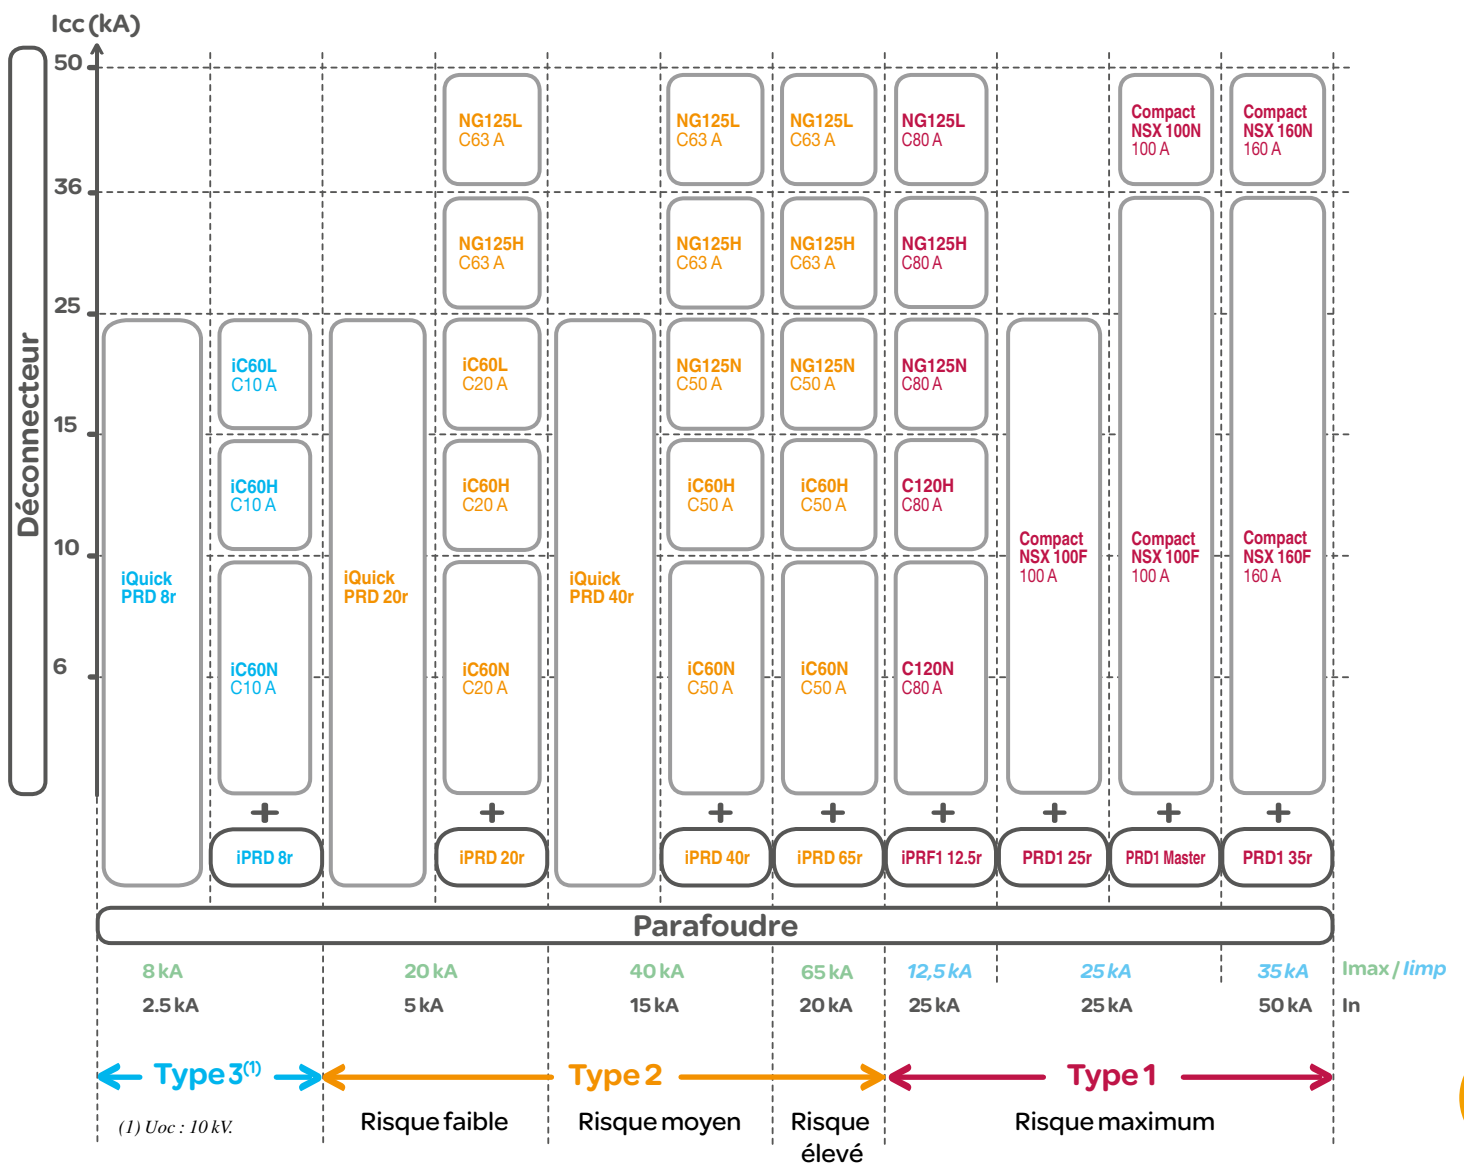 Icc (kA)
Déconnecteur
50
NG125L
C63 A
NG125L
C63 A
NG125L
C63 A
NG125L
C80 A
Compact
NSX 100N
100 A
Compact
NSX 160N
160 A
36
NG125H
C63 A
NG125H
C63 A
NG125H
C63 A
NG125H
C80 A
25
iC60L
C10 A
iC60L
C20 A
NG125N
C50 A
NG125N
C50 A
NG125N
C80 A
15
iC60H
C10 A
iC60H
C20 A
iC60H
C50 A
iC60H
C50 A
C120H
C80 A
Compact
NSX 100F
100 A
Compact
NSX 100F
100 A
Compact
NSX 160F
160 A
10
iQuick
PRD 8r
iQuick
PRD 20r
iQuick
PRD 40r
6
iC60N
C10 A
iC60N
C20 A
iC60N
C50 A
iC60N
C50 A
C120N
C80 A
+ + + + + + + +
iPRD 8r
iPRD 20r
iPRD 40r
iPRD 65r
iPRF1 12.5r
PRD1 25r
PRD1 Master
PRD1 35r
Parafoudre
8 kA 20 kA 40 kA 65 kA 12,5 kA 25 kA 35 kA Imax / Iimp
2.5 kA 5 kA 15 kA 20 kA 25 kA 25 kA 50 kA In
Type 3(1) Type 2 Type 1
(1) Uoc : 10 kV.
Risque faible
Risque moyen
Risque
élevé
Risque maximum